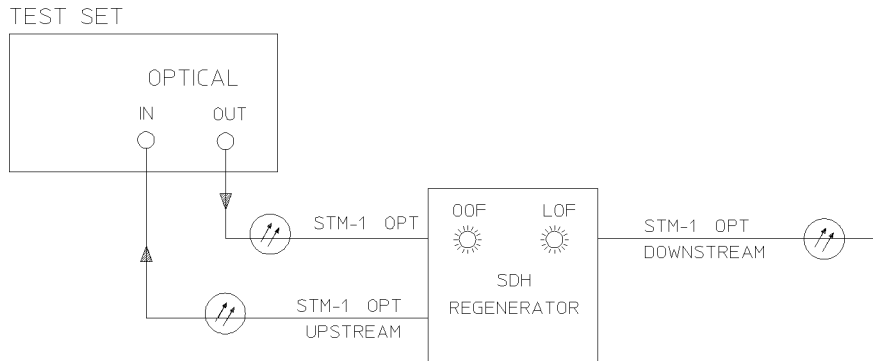 TEST SET
OPTICAL
IN OUT
STM-1 OPT
OOF LOF
STM-1 OPT
DOWNSTREAM
SDH
REGENERATOR
STM-1 OPT
UPSTREAM